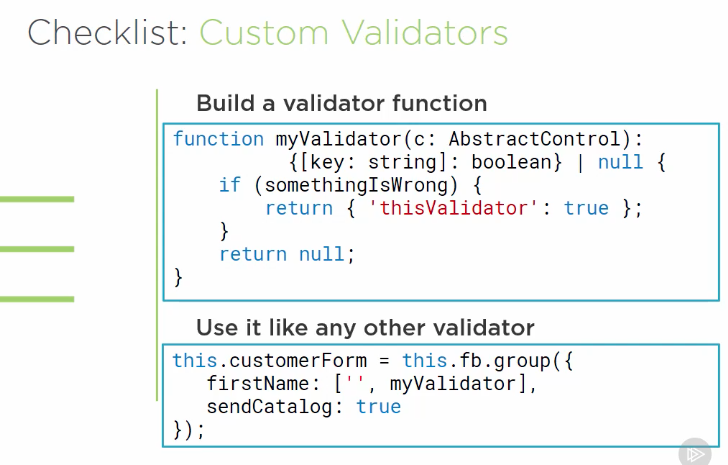 Checklist: Custom Validators
Build a validator function
function myValidator(c: AbstractControl):
{[key: string]: boolean} | null {
if (somethingIsWrong) {
return { 'thisValidator': true };
}
return null;
}
Use it like any other validator
this.customerForm = this.fb.group({
firstName: ['', myValidator],
sendCatalog: true
});